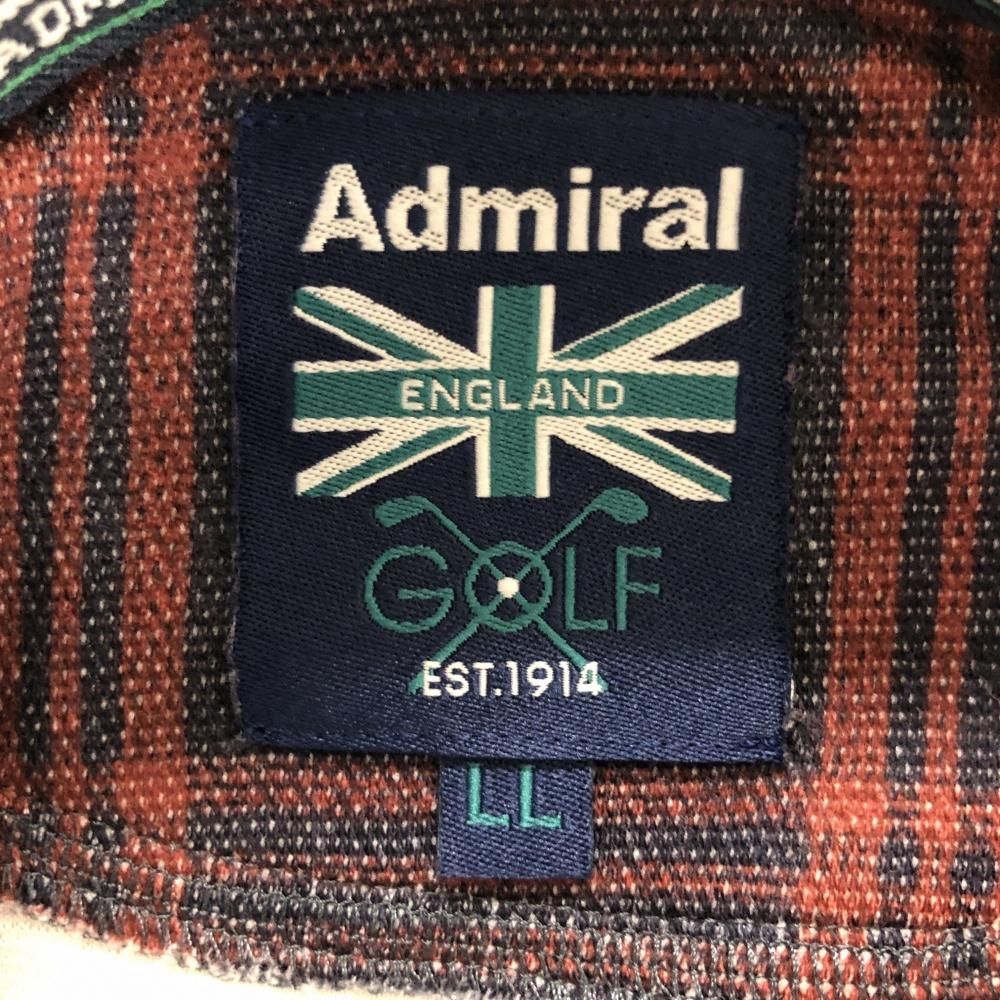 Admiral
ENGLAND
GOLF
EST.1914
LL